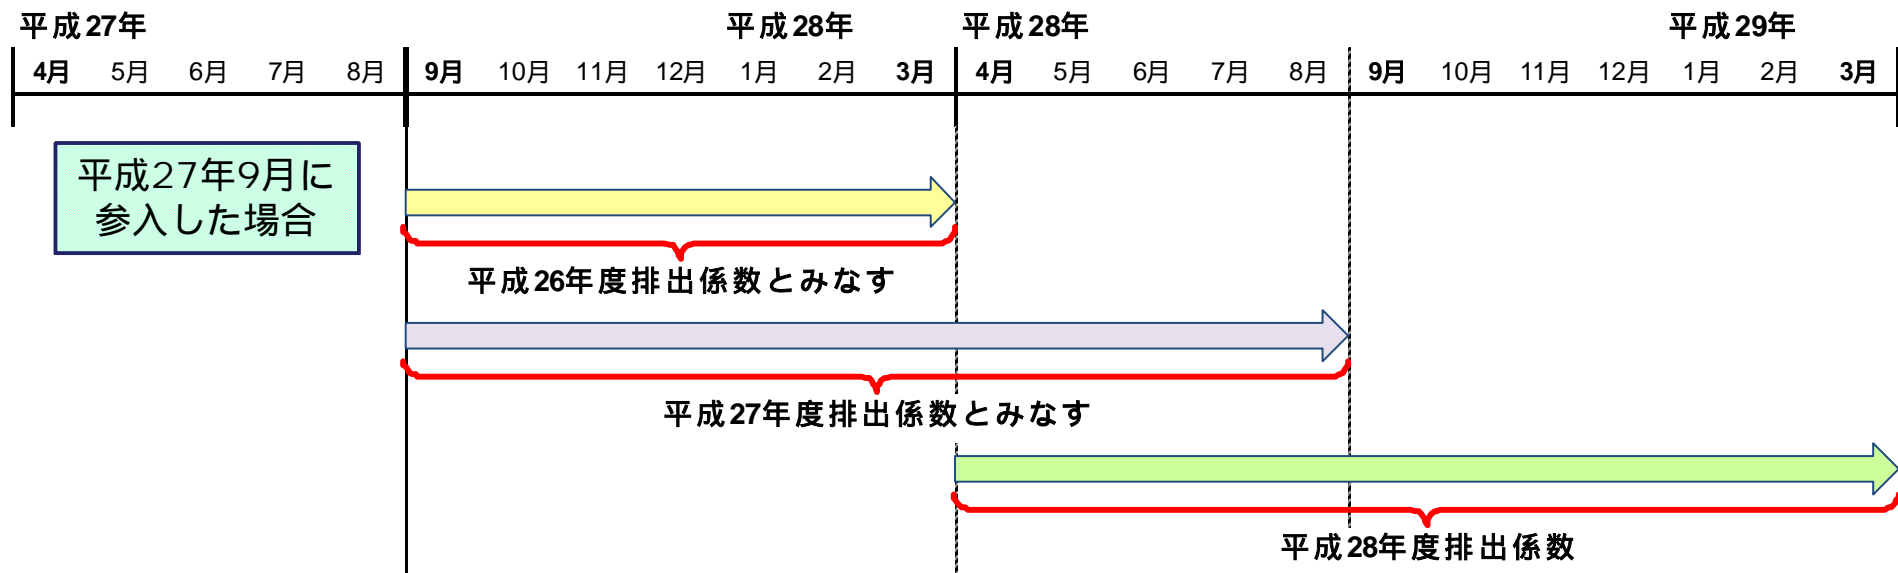 平成27年 平成28年 平成28年 平成29年
4月 5月 6月 7月 8月 9月 10月 11月 12月 1月 2月 3月 4月 5月 6月 7月 8月 9月 10月 11月 12月 1月 2月 3月
平成27年9月に
参入した場合
平成26年度排出係数とみなす
平成27年度排出係数とみなす
平成28年度排出係数